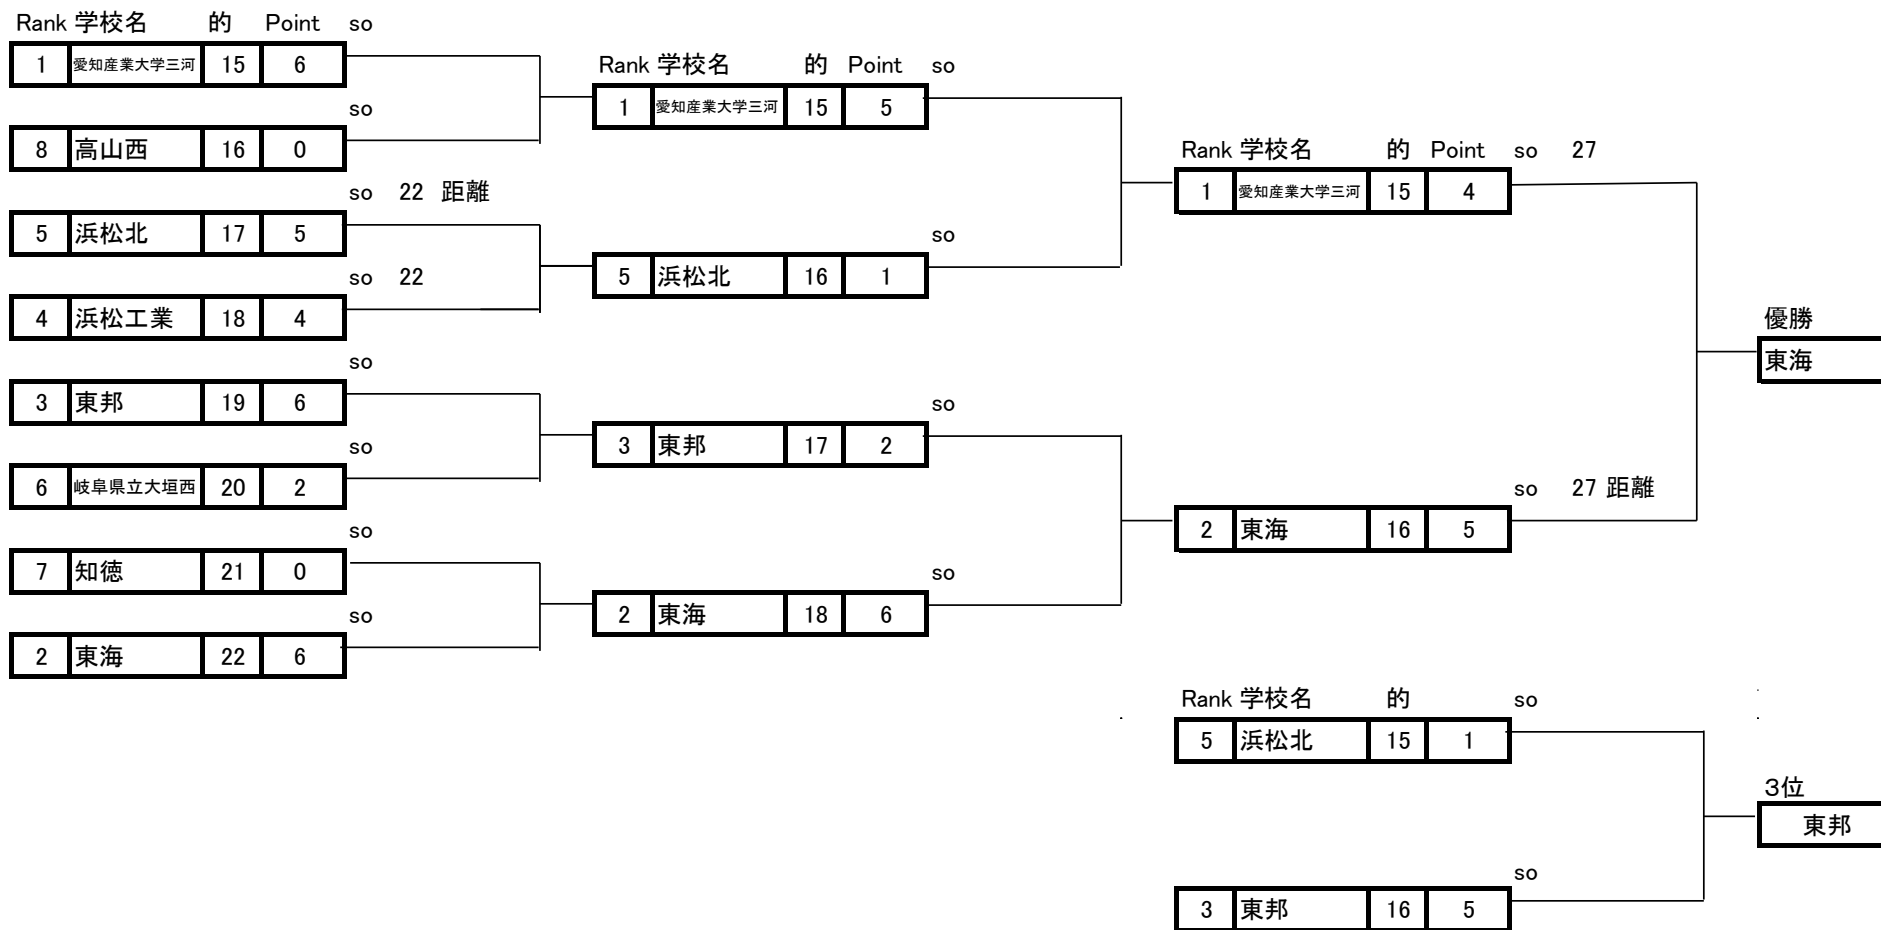 Rank 学校名 的 Point so
1 愛知産業大学三河 15 6
so
8 高山西 16 0
so 22 距離
5 浜松北 17 5
so 22
4 浜松工業 18 4
so
3 東邦 19 6
so
6 岐阜県立大垣西 20 2
so
7 知徳 21 0
so
2 東海 22 6
Rank 学校名 的 Point so
1 愛知産業大学三河 15 5
so
5 浜松北 16 1
so
3 東邦 17 2
so
2 東海 18 6
Rank 学校名 的 Point so 27
1 愛知産業大学三河 15 4
so 27 距離
2 東海 16 5
優勝
東海
Rank 学校名 的 so
5 浜松北 15 1
so
3 東邦 16 5
3位
東邦